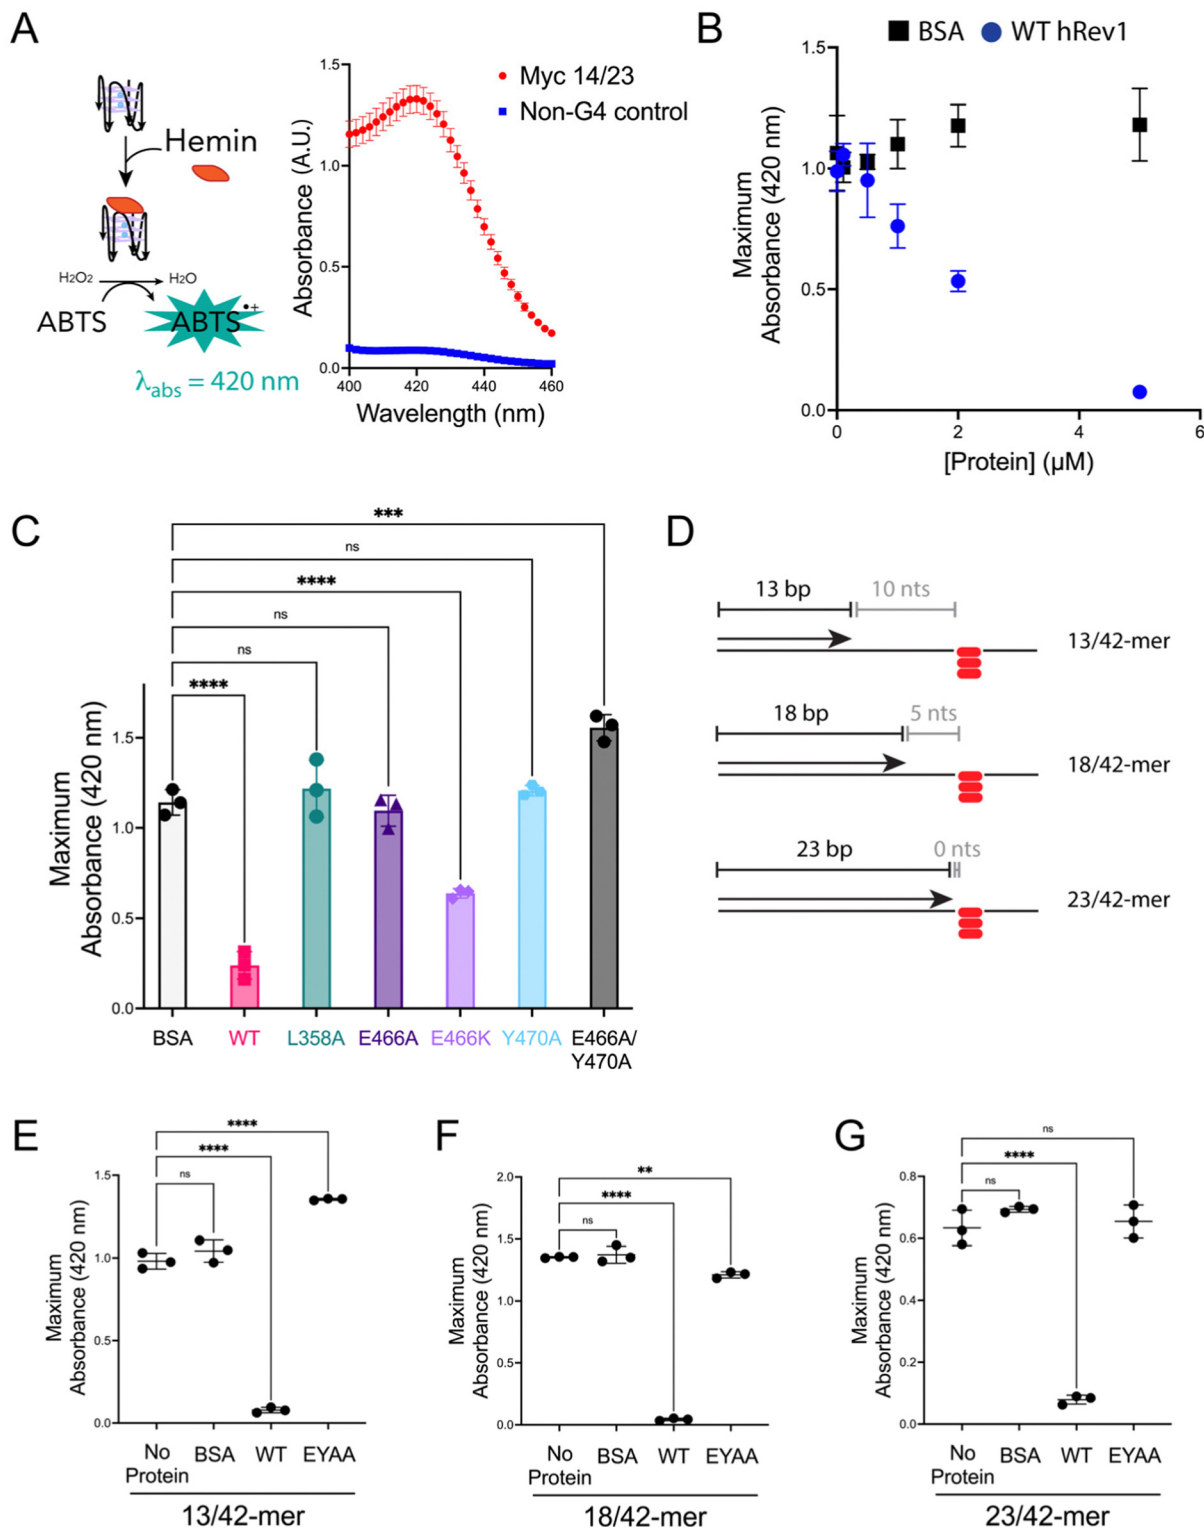 A
Hemin
H₂O₂
H₂O
ABTS
ABTS•+
λabs = 420 nm
Absorbance (A.U.)
1.5
1.0
0.5
0.0
400
420
440
460
Wavelength (nm)
Myc 14/23
Non-G4 control
B
BSA
WT hRev1
Maximum
Absorbance (420 nm)
1.5
1.0
0.5
0.0
0
2
4
6
[Protein] (µM)
C
***
ns
****
ns
ns
****
Maximum
Absorbance (420 nm)
1.5
1.0
0.5
0.0
BSA
WT
L358A
E466A
E466K
Y470A
E466A/
Y470A
D
13 bp
10 nts
13/42-mer
18 bp
5 nts
18/42-mer
23 bp
0 nts
23/42-mer
E
****
****
ns
Maximum
Absorbance (420 nm)
1.5
1.0
0.5
0.0
No
Protein
BSA
WT
EYAA
13/42-mer
F
**
****
ns
Maximum
Absorbance (420 nm)
2.0
1.5
1.0
0.5
0.0
No
Protein
BSA
WT
EYAA
18/42-mer
G
ns
****
ns
Maximum
Absorbance (420 nm)
0.8
0.6
0.4
0.2
0.0
No
Protein
BSA
WT
EYAA
23/42-mer